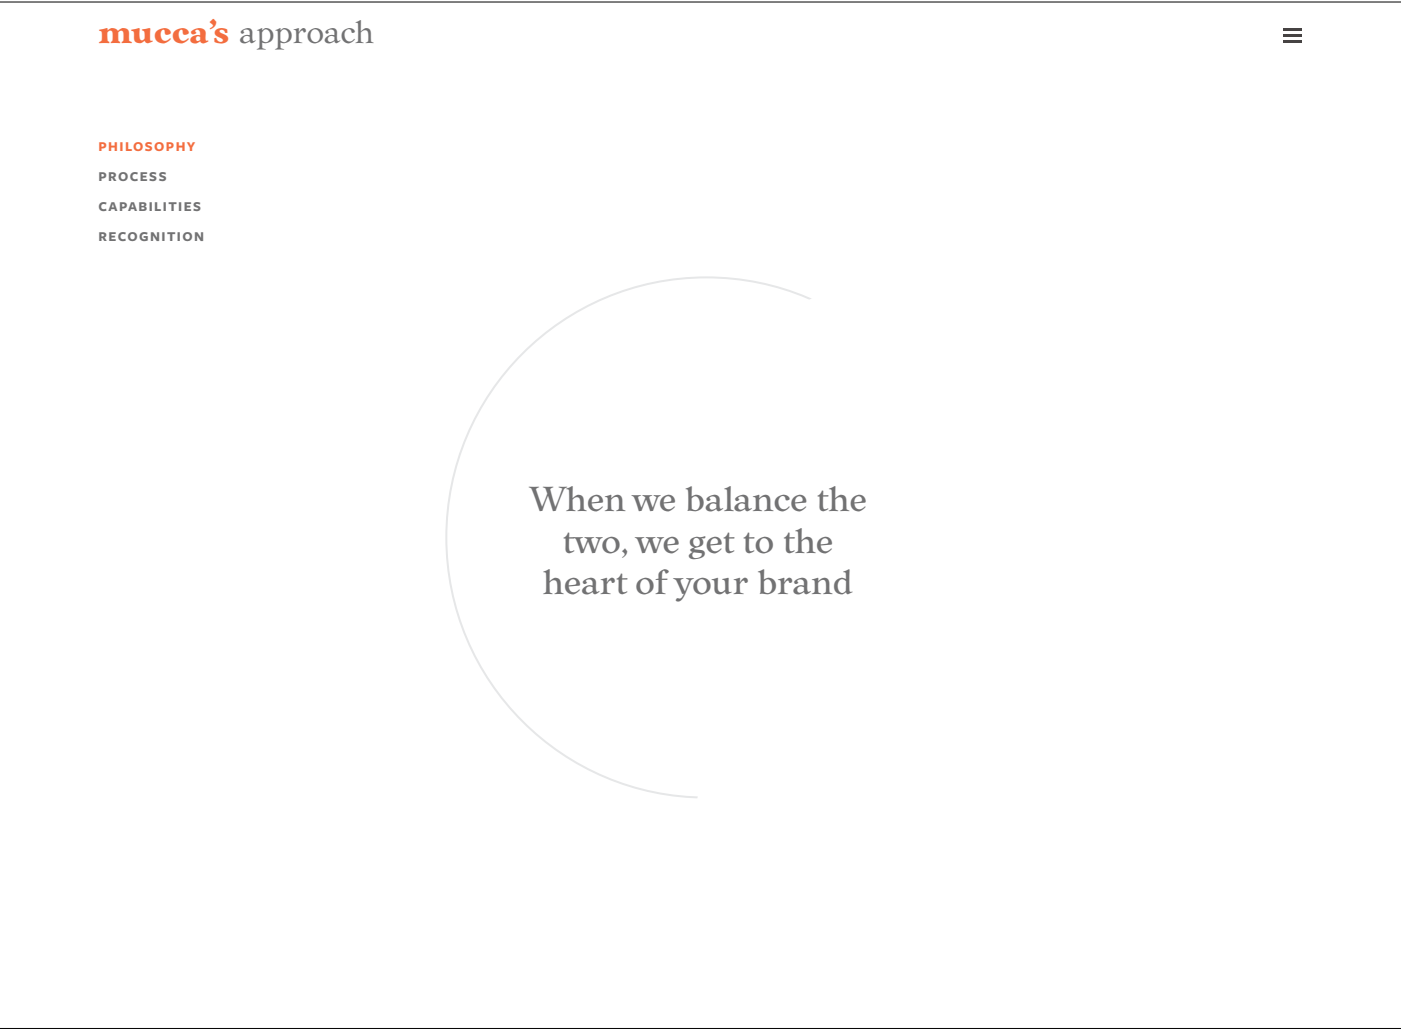 mucca’s approach
PHILOSOPHY
PROCESS
CAPABILITIES
RECOGNITION
When we balance the
two, we get to the
heart of your brand